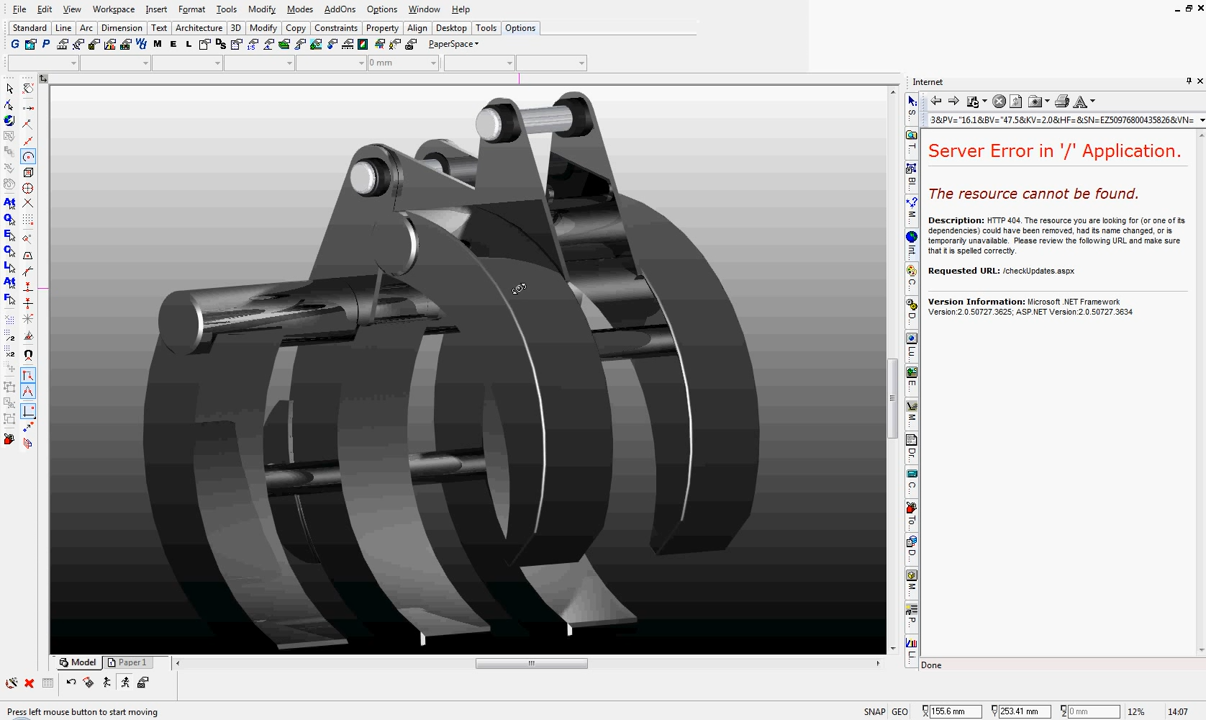 File Edit View Workspace Insert Format Tools Modify Modes AddOns Options Window Help
Standard Line Arc Dimension Text Architecture 3D Modify Copy Constraints Property Align Desktop Tools Options
PaperSpace
0 mm
Internet
3&PV="16.1&BV="47.5&KV=2.0&HF=&SN=EZ50976800435826&VN=
Server Error in '/' Application.
The resource cannot be found.
Description: HTTP 404. The resource you are looking for (or one of its
dependencies) could have been removed, had its name changed, or is
temporarily unavailable. Please review the following URL and make sure
that it is spelled correctly.
Requested URL: /checkUpdates.aspx
Version Information: Microsoft .NET Framework
Version:2.0.50727.3625; ASP.NET Version:2.0.50727.3634
Model Paper1
Done
Press left mouse button to start moving
SNAP GEO 155.6 mm 253.41 mm 0 mm 12% 14:07